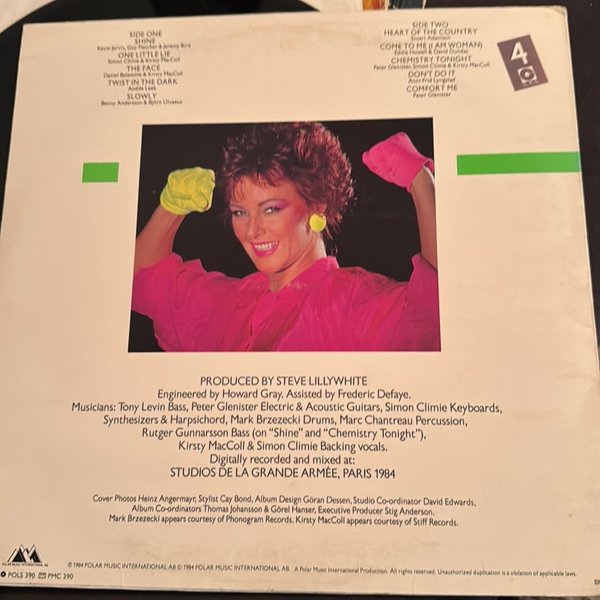 SIDE ONE
SHINE
Kevin Jarvis, Guy Fletcher & Jeremy Bird
ONE LITTLE LIE
Simon Climie & Kirsty MacColl
THE FACE
Daniel Balavoine & Kirsty MacColl
TWIST IN THE DARK
Andée Leek
SLOWLY
Benny Andersson & Björn Ulvaeus
SIDE TWO
HEART OF THE COUNTRY
Stuart Adamson
COME TO ME (I AM WOMAN)
Eddie Howell & David Dundas
CHEMISTRY TONIGHT
Peter Glenister, Simon Climie & Kirsty MacColl
DON'T DO IT
Anni-Frid Lyngstad
COMFORT ME
Peter Glenister
4
PRODUCED BY STEVE LILLYWHITE
Engineered by Howard Gray. Assisted by Frederic Defaye.
Musicians: Tony Levin Bass, Peter Glenister Electric & Acoustic Guitars, Simon Climie Keyboards,
Synthesizers & Harpsichord, Mark Brzezecki Drums, Marc Chantreau Percussion,
Rutger Gunnarsson Bass (on "Shine" and "Chemistry Tonight"),
Kirsty MacColl & Simon Climie Backing vocals.
Digitally recorded and mixed at:
STUDIOS DE LA GRANDE ARMÉE, PARIS 1984
Cover Photos Heinz Angermayr, Stylist Cay Bond, Album Design Göran Dessen, Studio Co-ordinator David Edwards,
Album Co-ordinators Thomas Johansson & Görel Hanser, Executive Producer Stig Anderson.
Mark Brzezecki appears courtesy of Phonogram Records. Kirsty MacColl appears courtesy of Stiff Records.
POLAR MUSIC INTERNATIONAL AB
℗ 1984 POLAR MUSIC INTERNATIONAL AB © 1984 POLAR MUSIC INTERNATIONAL AB A Polar Music International Production. All rights reserved. Unauthorized duplication is a violation of applicable laws.
POLS 390 PMC 390